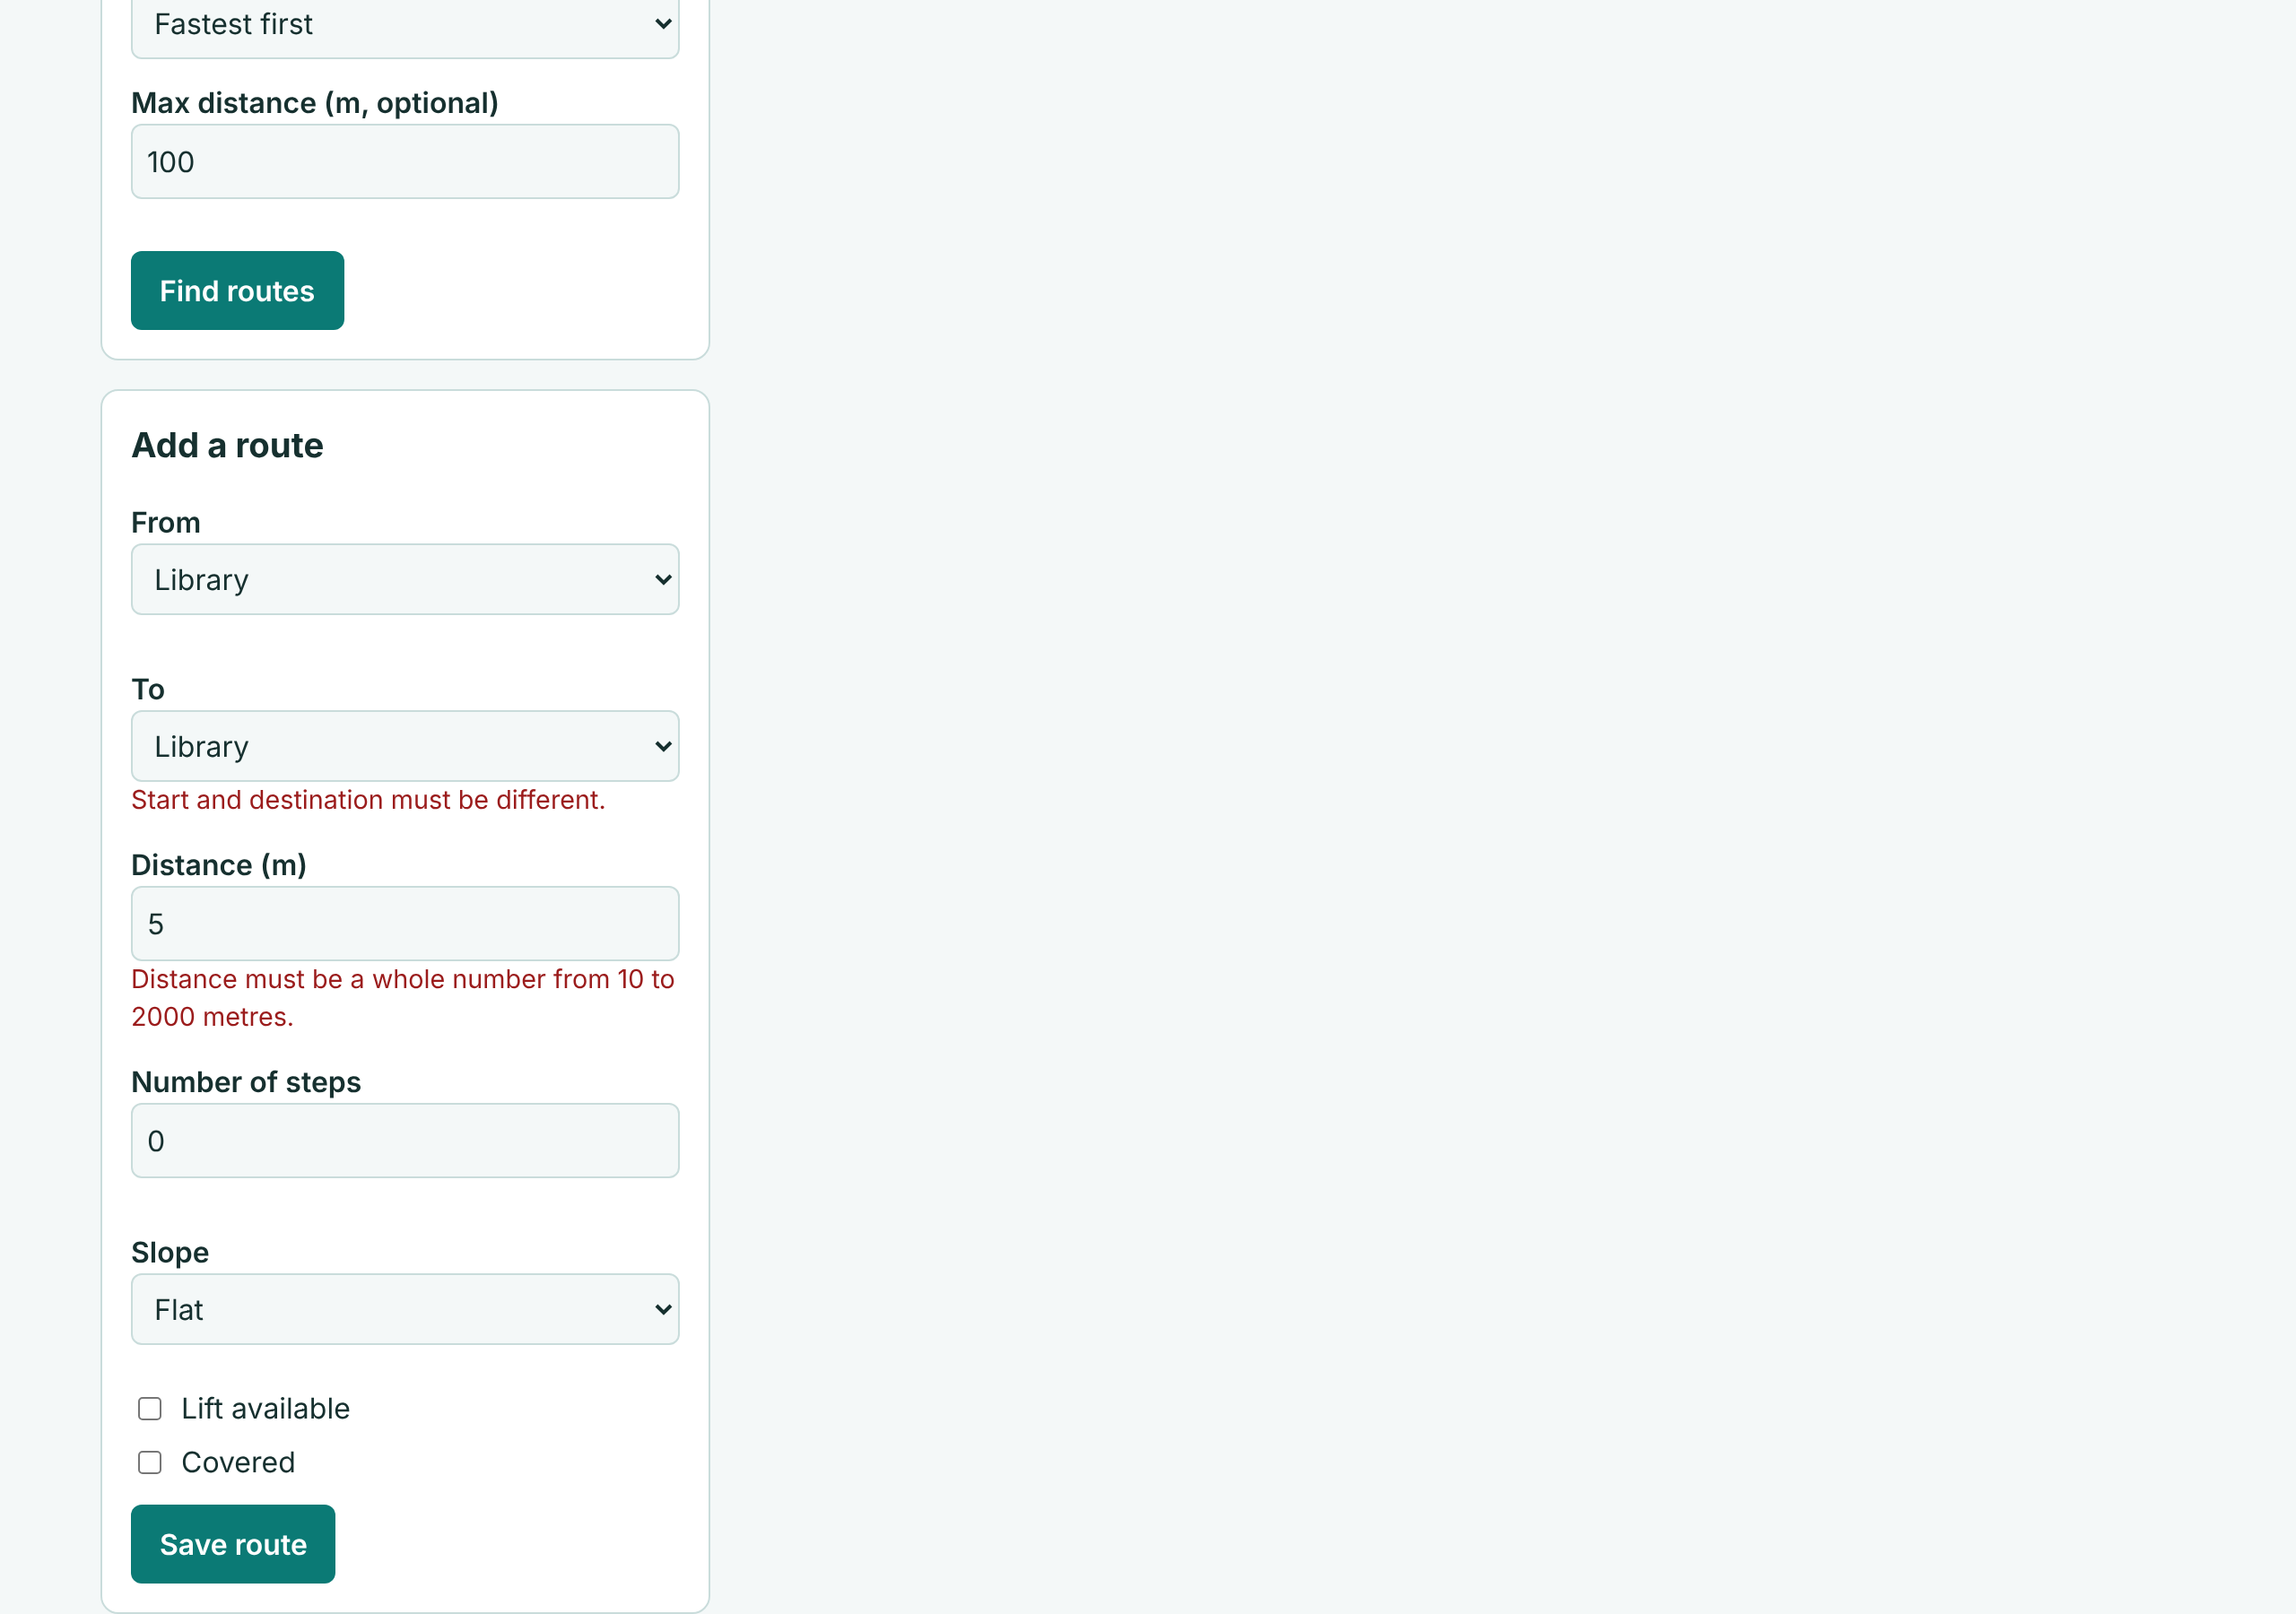 Fastest first
Max distance (m, optional)
100
Find routes
Add a route
From
Library
To
Library
Start and destination must be different.
Distance (m)
5
Distance must be a whole number from 10 to
2000 metres.
Number of steps
0
Slope
Flat
Lift available
Covered
Save route